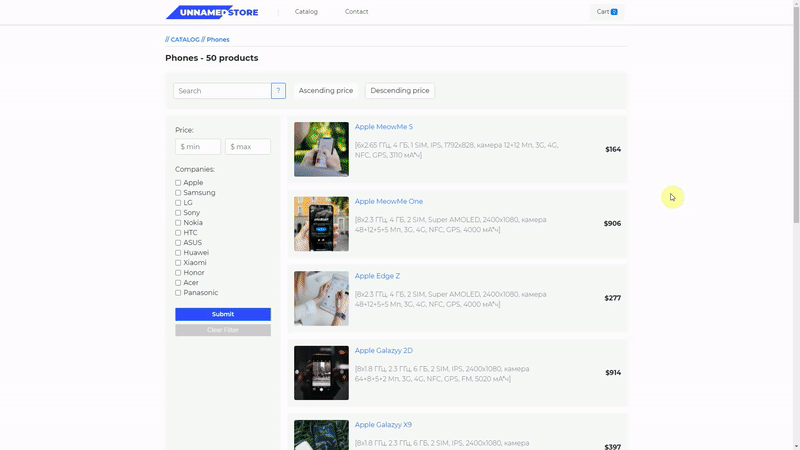 UNNAMED STORE
Catalog
Contact
Cart 0
// CATALOG // Phones
Phones - 50 products
Search
?
Ascending price
Descending price
Price:
$ min
$ max
Companies:
Apple
Samsung
LG
Sony
Nokia
HTC
ASUS
Huawei
Xiaomi
Honor
Acer
Panasonic
Submit
Clear Filter
Apple MeowMe S
[6x2.65 ГГц, 4 ГБ, 1 SIM, IPS, 1792x828, камера 12+12 Мп, 3G, 4G,
NFC, GPS, 3110 мА*ч]
$164
Apple MeowMe One
[8x2.3 ГГц, 4 ГБ, 2 SIM, Super AMOLED, 2400x1080, камера
48+12+5+5 Мп, 3G, 4G, NFC, GPS, 4000 мА*ч]
$906
Apple Edge Z
[8x2.3 ГГц, 4 ГБ, 2 SIM, Super AMOLED, 2400x1080, камера
48+12+5+5 Мп, 3G, 4G, NFC, GPS, 4000 мА*ч]
$277
Apple Galazyy 2D
[8x1.8 ГГц, 2.3 ГЦ, 6 ГБ, 2 SIM, IPS, 2400x1080, камера
64+8+5+2 Мп, 3G, 4G, NFC, GPS, FM, 5020 мА*ч]
$914
Apple Galazyy X9
[8x1.8 ГГц, 2.3 ГЦ, 6 ГБ, 2 SIM, IPS, 2400x1080, камера
$397